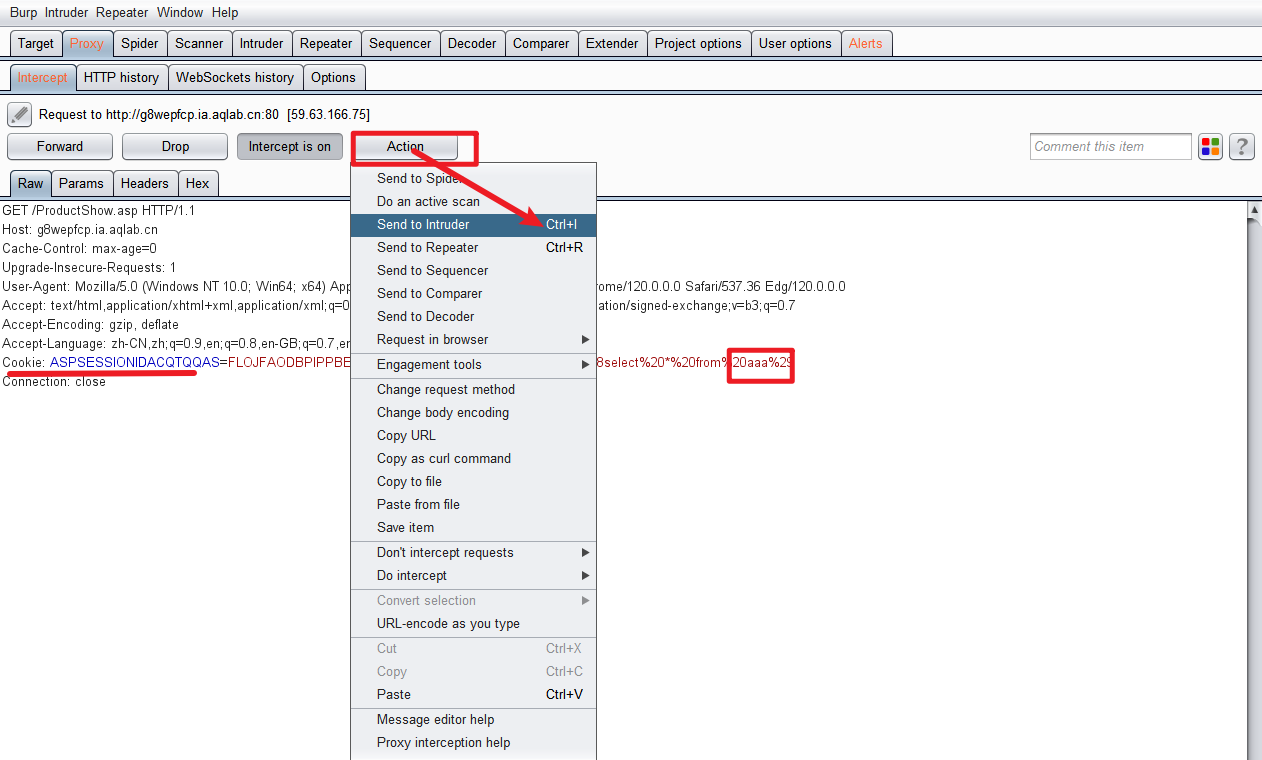 Burp Intruder Repeater Window Help
Target Proxy Spider Scanner Intruder Repeater Sequencer Decoder Comparer Extender Project options User options Alerts
Intercept HTTP history WebSockets history Options
Request to http://g8wepfcp.ia.aqlab.cn:80 [59.63.166.75]
Forward Drop Intercept is on Action Comment this item ?
Raw Params Headers Hex
GET /ProductShow.asp HTTP/1.1
Host: g8wepfcp.ia.aqlab.cn
Cache-Control: max-age=0
Upgrade-Insecure-Requests: 1
User-Agent: Mozilla/5.0 (Windows NT 10.0; Win64; x64) App rome/120.0.0.0 Safari/537.36 Edg/120.0.0.0
Accept: text/html,application/xhtml+xml,application/xml;q=0 ation/signed-exchange;v=b3;q=0.7
Accept-Encoding: gzip, deflate
Accept-Language: zh-CN,zh;q=0.9,en;q=0.8,en-GB;q=0.7,en
Cookie: ASPSESSIONIDACQTQQAS=FLOJFAODBPIPPBE 8select%20*%20from%20aaa%29
Connection: close
Send to Spider
Do an active scan
Send to Intruder Ctrl+I
Send to Repeater Ctrl+R
Send to Sequencer
Send to Comparer
Send to Decoder
Request in browser
Engagement tools
Change request method
Change body encoding
Copy URL
Copy as curl command
Copy to file
Paste from file
Save item
Don't intercept requests
Do intercept
Convert selection
URL-encode as you type
Cut Ctrl+X
Copy Ctrl+C
Paste Ctrl+V
Message editor help
Proxy interception help